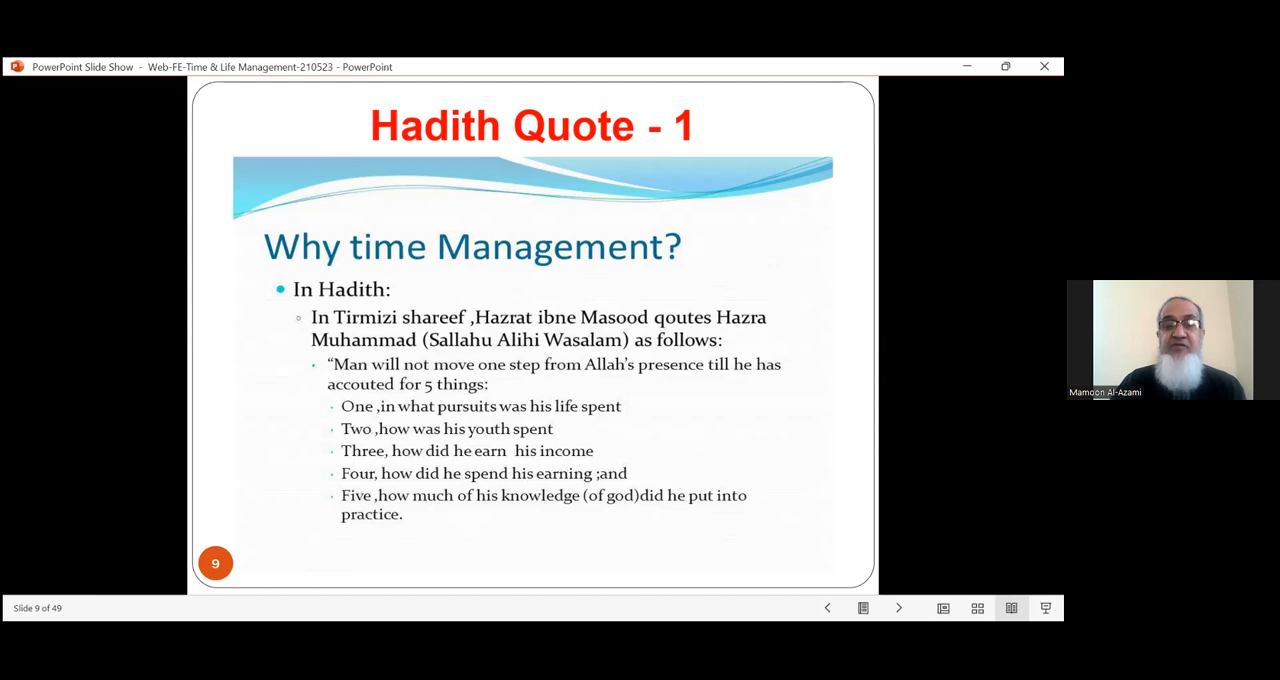 PowerPoint Slide Show - Web-FE-Time & Life Management-210523 - PowerPoint
Hadith Quote - 1
Why time Management?
In Hadith:
In Tirmizi shareef ,Hazrat ibne Masood qoutes Hazra
Muhammad (Sallahu Alihi Wasalam) as follows:
“Man will not move one step from Allah’s presence till he has
accouted for 5 things:
One ,in what pursuits was his life spent
Two ,how was his youth spent
Three, how did he earn his income
Four, how did he spend his earning ;and
Five ,how much of his knowledge (of god)did he put into
practice.
9
Slide 9 of 49
Mamoon Al-Azami